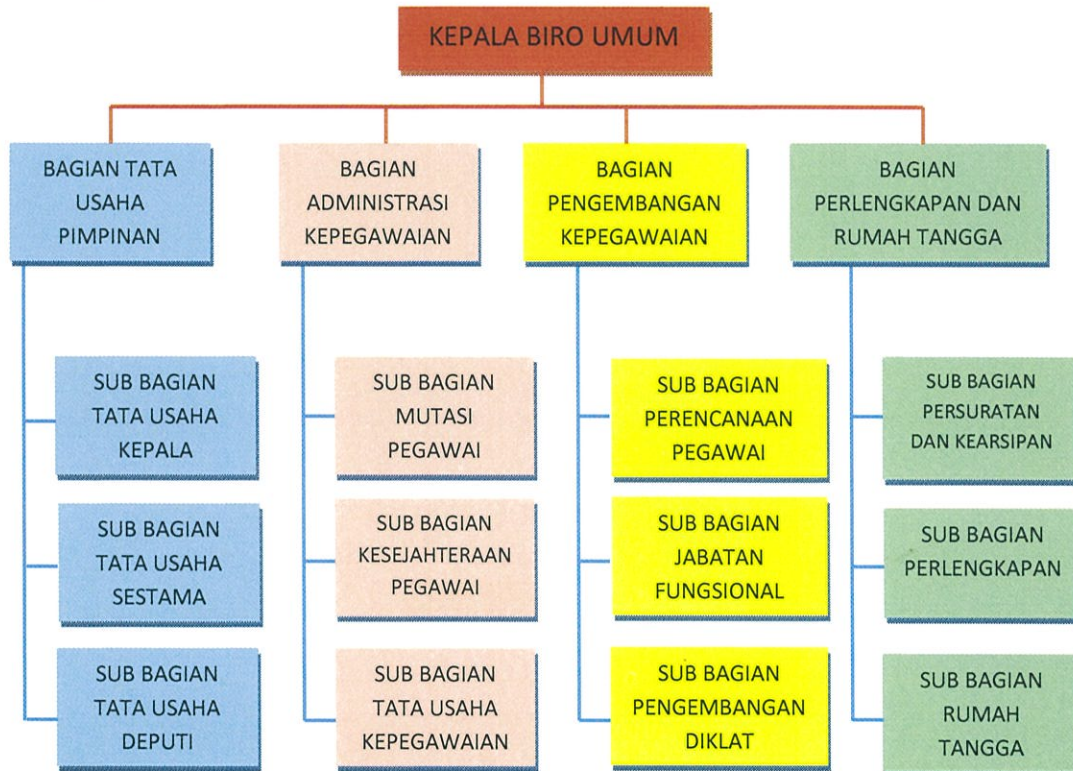 KEPALA BIRO UMUM
BAGIAN TATA
USAHA
PIMPINAN
BAGIAN
ADMINISTRASI
KEPEGAWAIAN
BAGIAN
PENGEMBANGAN
KEPEGAWAIAN
BAGIAN
PERLENGKAPAN DAN
RUMAH TANGGA
SUB BAGIAN
TATA USAHA
KEPALA
SUB BAGIAN
MUTASI
PEGAWAI
SUB BAGIAN
PERENCANAAN
PEGAWAI
SUB BAGIAN
PERSURATAN
DAN KEARSIPAN
SUB BAGIAN
TATA USAHA
SESTAMA
SUB BAGIAN
KESEJAHTERAAN
PEGAWAI
SUB BAGIAN
JABATAN
FUNGSIONAL
SUB BAGIAN
PERLENGKAPAN
SUB BAGIAN
TATA USAHA
DEPUTI
SUB BAGIAN
TATA USAHA
KEPEGAWAIAN
SUB BAGIAN
PENGEMBANGAN
DIKLAT
SUB BAGIAN
RUMAH
TANGGA